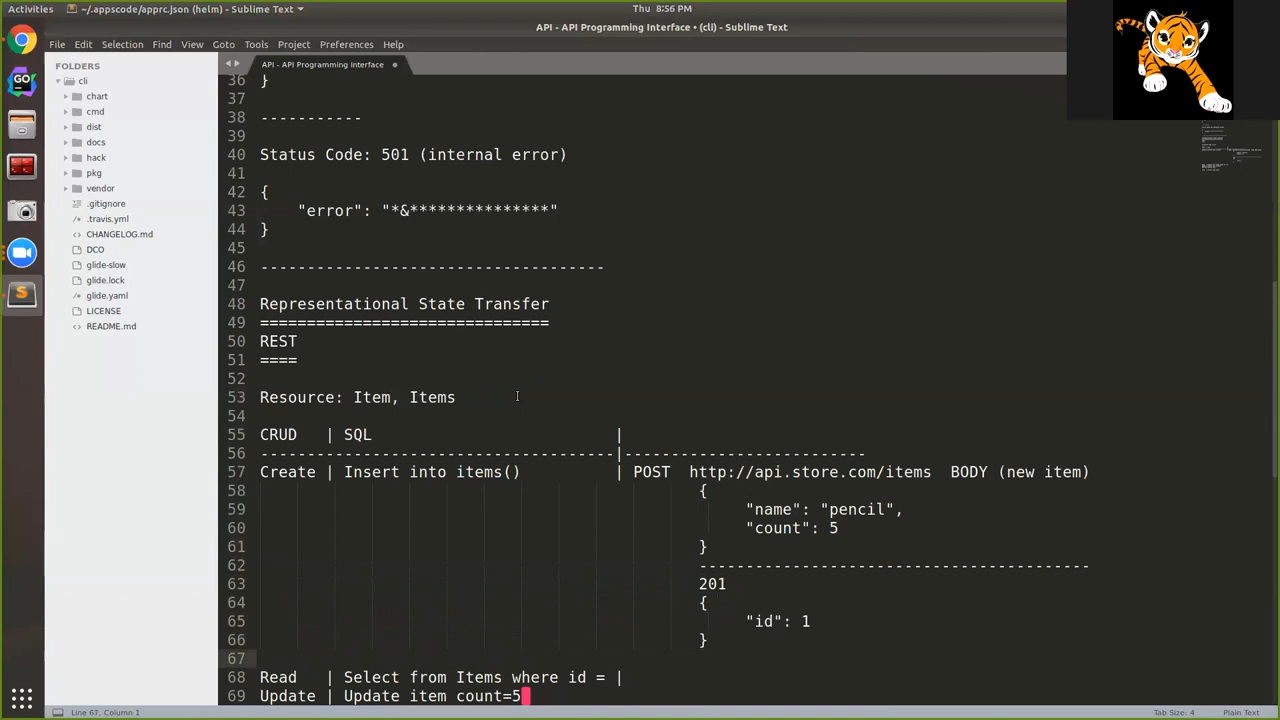 Activities
~/.appscode/apprc.json (helm) - Sublime Text
Thu 8:56 PM
API - API Programming Interface • (cli) - Sublime Text
File Edit Selection Find View Goto Tools Project Preferences Help
FOLDERS
cli
chart
cmd
dist
docs
hack
pkg
vendor
.gitignore
.travis.yml
CHANGELOG.md
DCO
glide-slow
glide.lock
glide.yaml
LICENSE
README.md
API - API Programming Interface
36 }
37
38 -----------
39
40 Status Code: 501 (internal error)
41
42 {
43     "error": "*&***************"
44 }
45
46 -------------------------------------
47
48 Representational State Transfer
49 ===============================
50 REST
51 ====
52
53 Resource: Item, Items
54
55 CRUD   | SQL                          |
56 --------------------------------------|--------------------------
57 Create | Insert into items()          | POST  http://api.store.com/items  BODY (new item)
58 {
59     "name": "pencil",
60     "count": 5
61 }
62 ------------------------------------------
63 201
64 {
65     "id": 1
66 }
67
68 Read   | Select from Items where id = |
69 Update | Update item count=5
Line 67, Column 1
Tab Size: 4
Plain Text